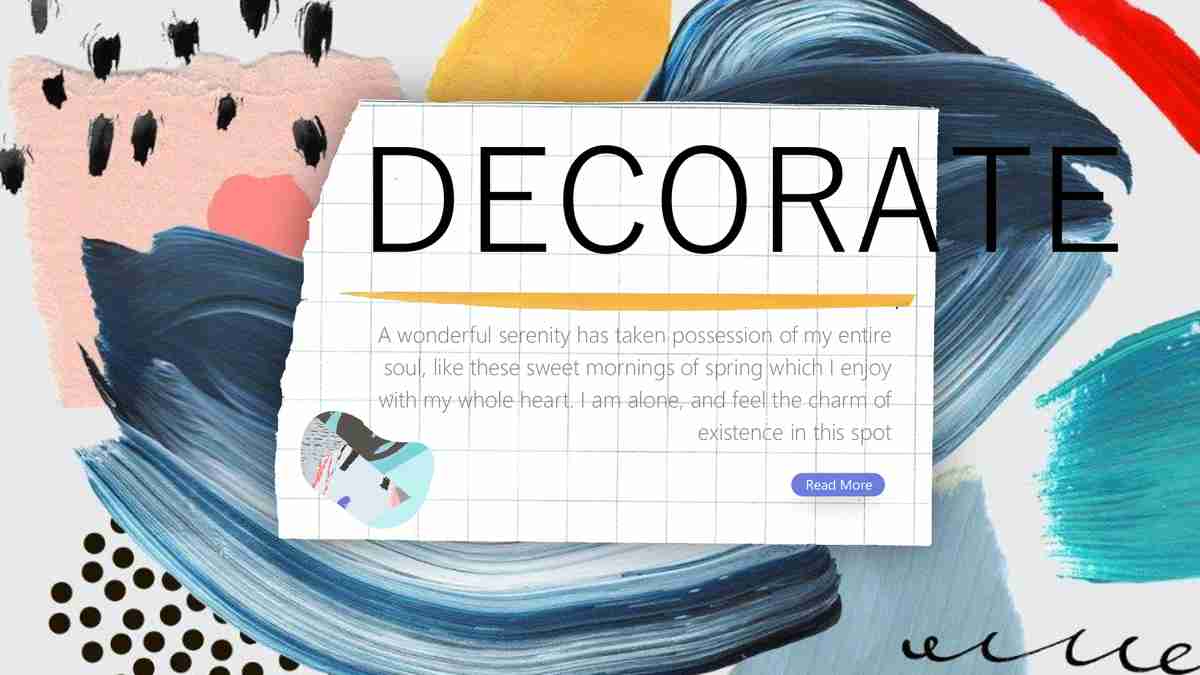 DECORATE
A wonderful serenity has taken possession of my entire
soul, like these sweet mornings of spring which I enjoy
with my whole heart. I am alone, and feel the charm of
existence in this spot
Read More